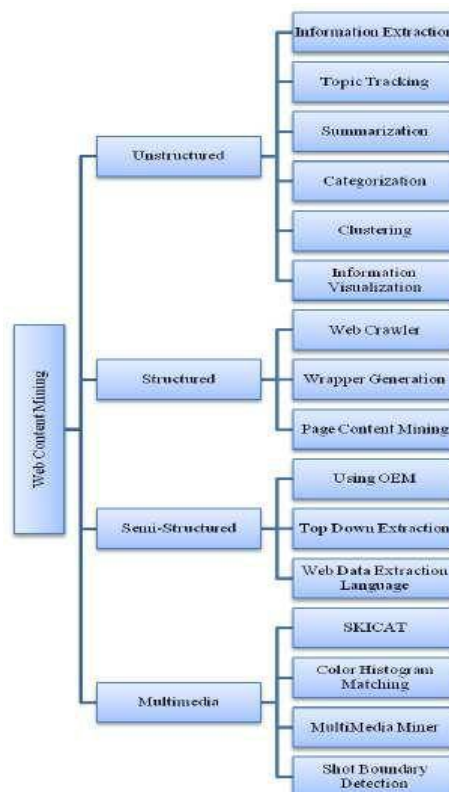 Web Content Mining
Unstructured
Information Extraction
Topic Tracking
Summarization
Categorization
Clustering
Information
Visualization
Structured
Web Crawler
Wrapper Generation
Page Content Mining
Semi-Structured
Using OEM
Top Down Extraction
Web Data Extraction
Language
Multimedia
SKICAT
Color Histogram
Matching
MultiMedia Miner
Shot Boundary
Detection